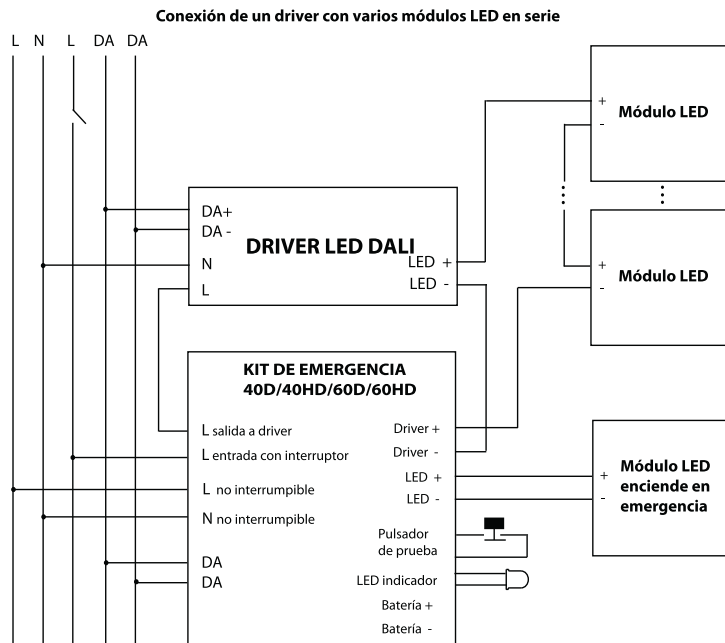 Conexión de un driver con varios módulos LED en serie
L N L DA DA
+
Módulo LED
-
DA+
DA -
DRIVER LED DALI
N
LED +
L
LED -
+
Módulo LED
-
KIT DE EMERGENCIA
40D/40HD/60D/60HD
L salida a driver
Driver +
L entrada con interruptor
Driver -
LED +
L no interrumpible
LED -
N no interrumpible
+
Módulo LED
enciende en
emergencia
-
Pulsador
de prueba
DA
DA
LED indicador
Batería +
Batería -